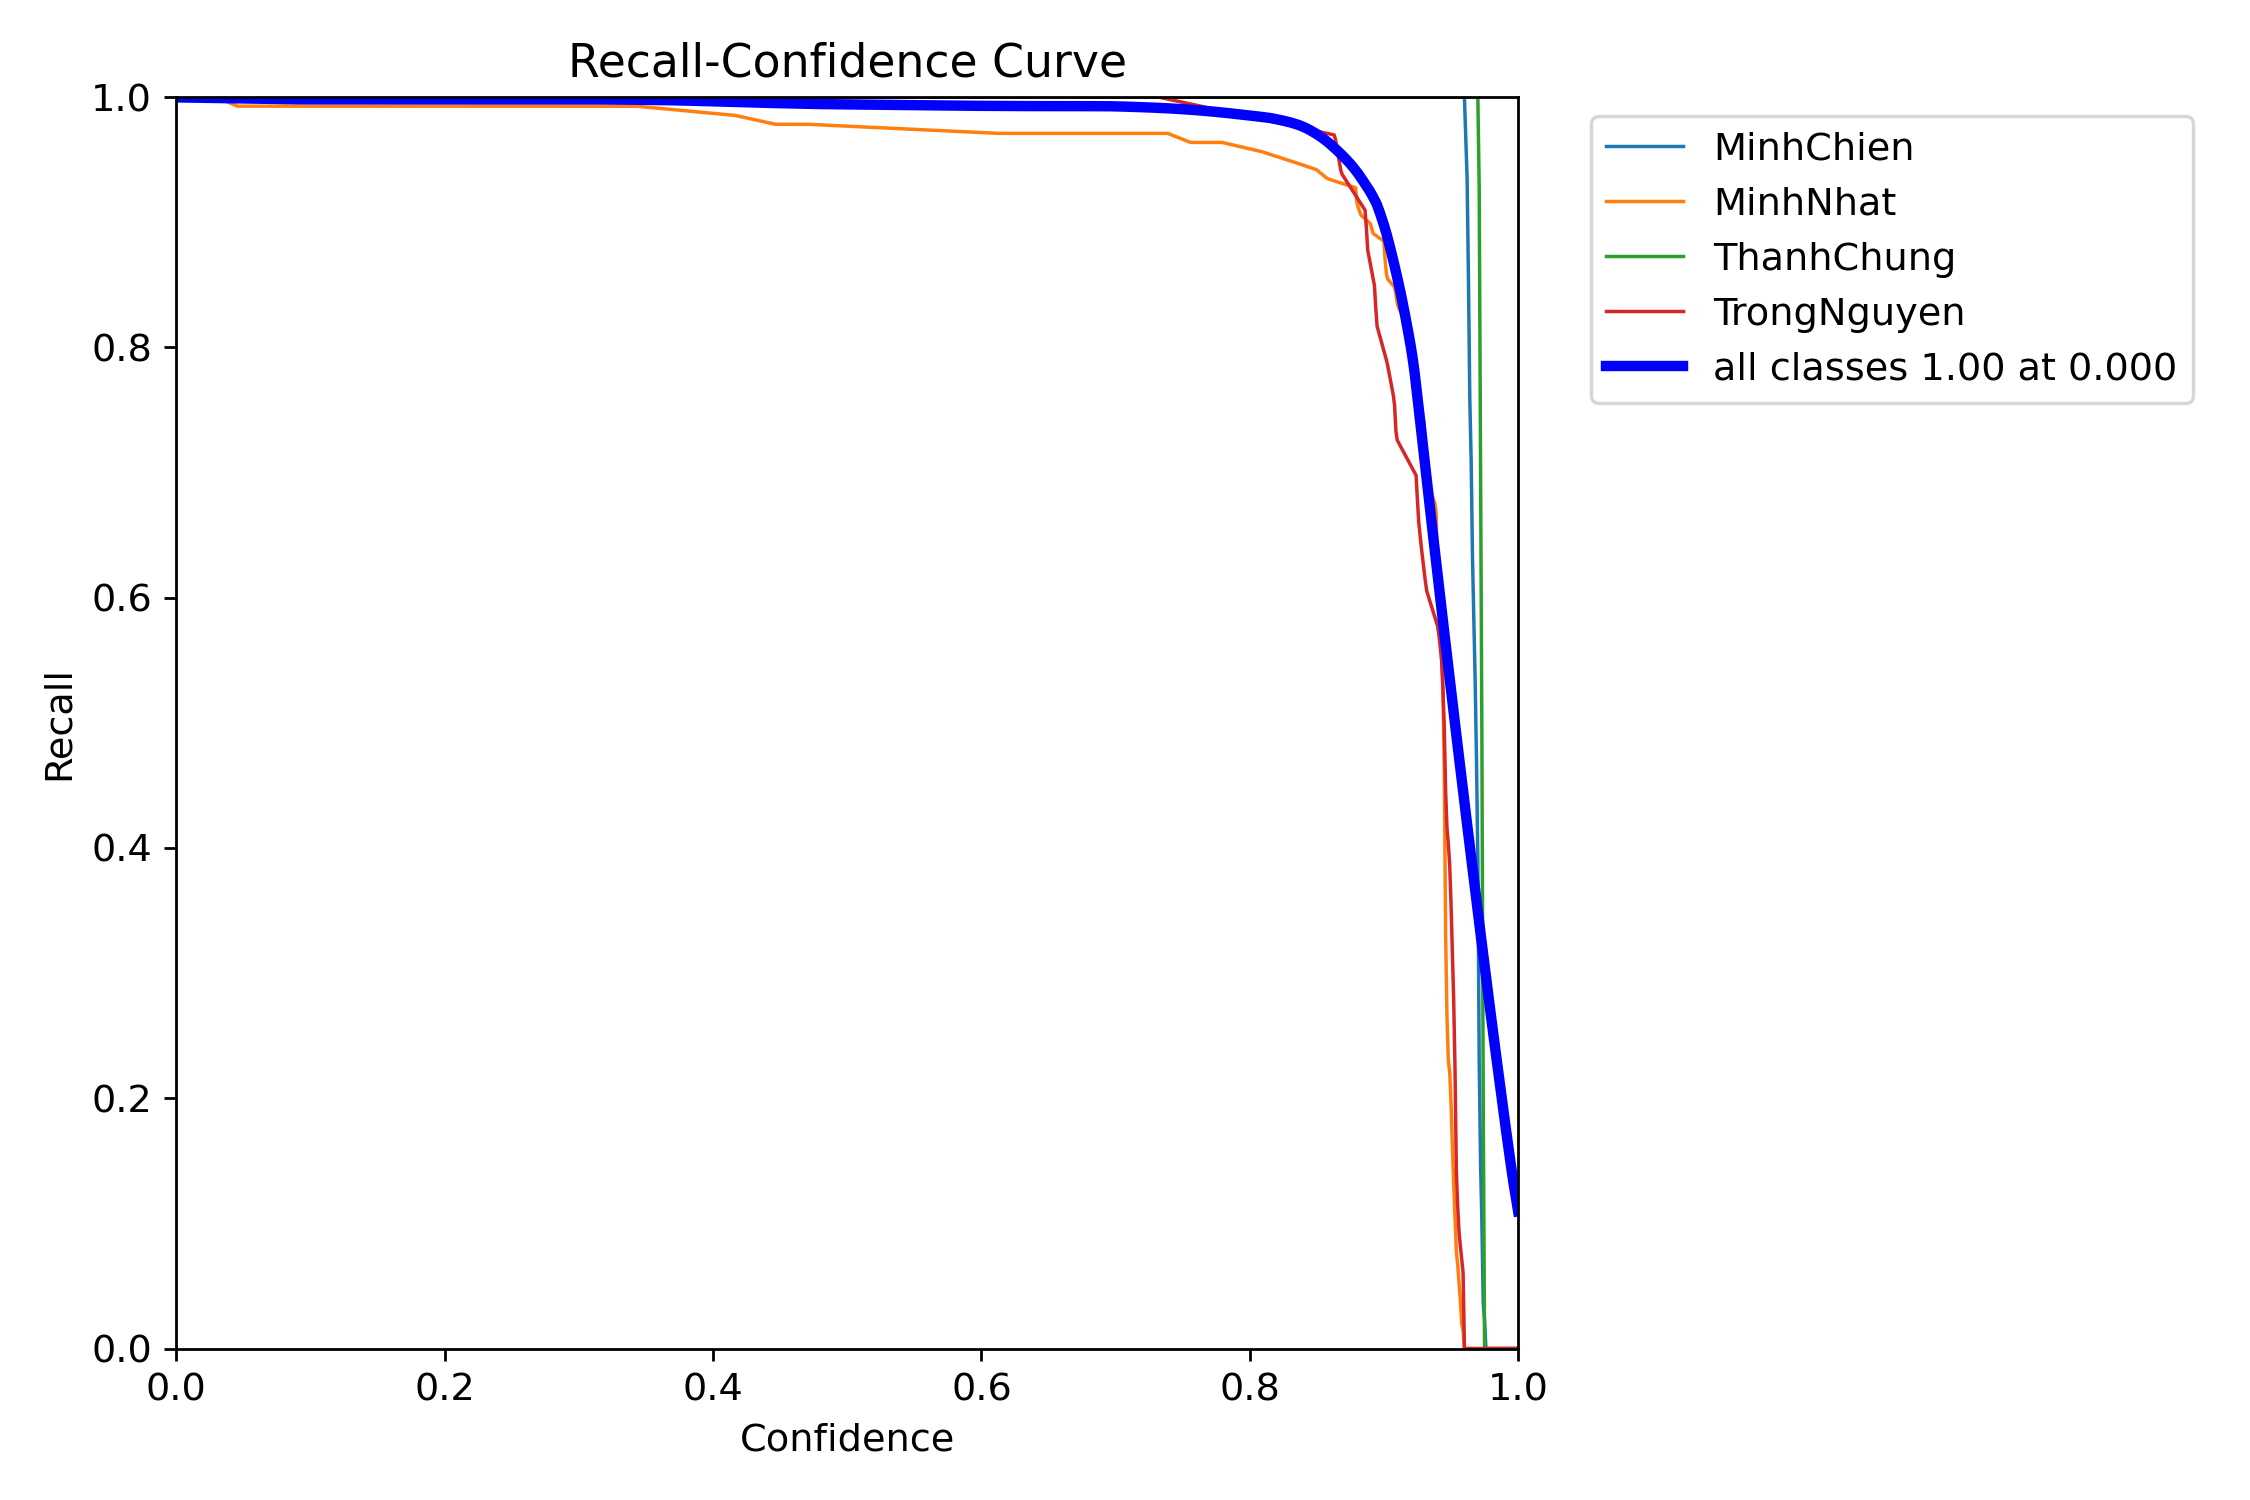 Recall-Confidence Curve
1.0
0.8
0.6
0.4
0.2
0.0
Recall
0.0 0.2 0.4 0.6 0.8 1.0
Confidence
MinhChien
MinhNhat
ThanhChung
TrongNguyen
all classes 1.00 at 0.000